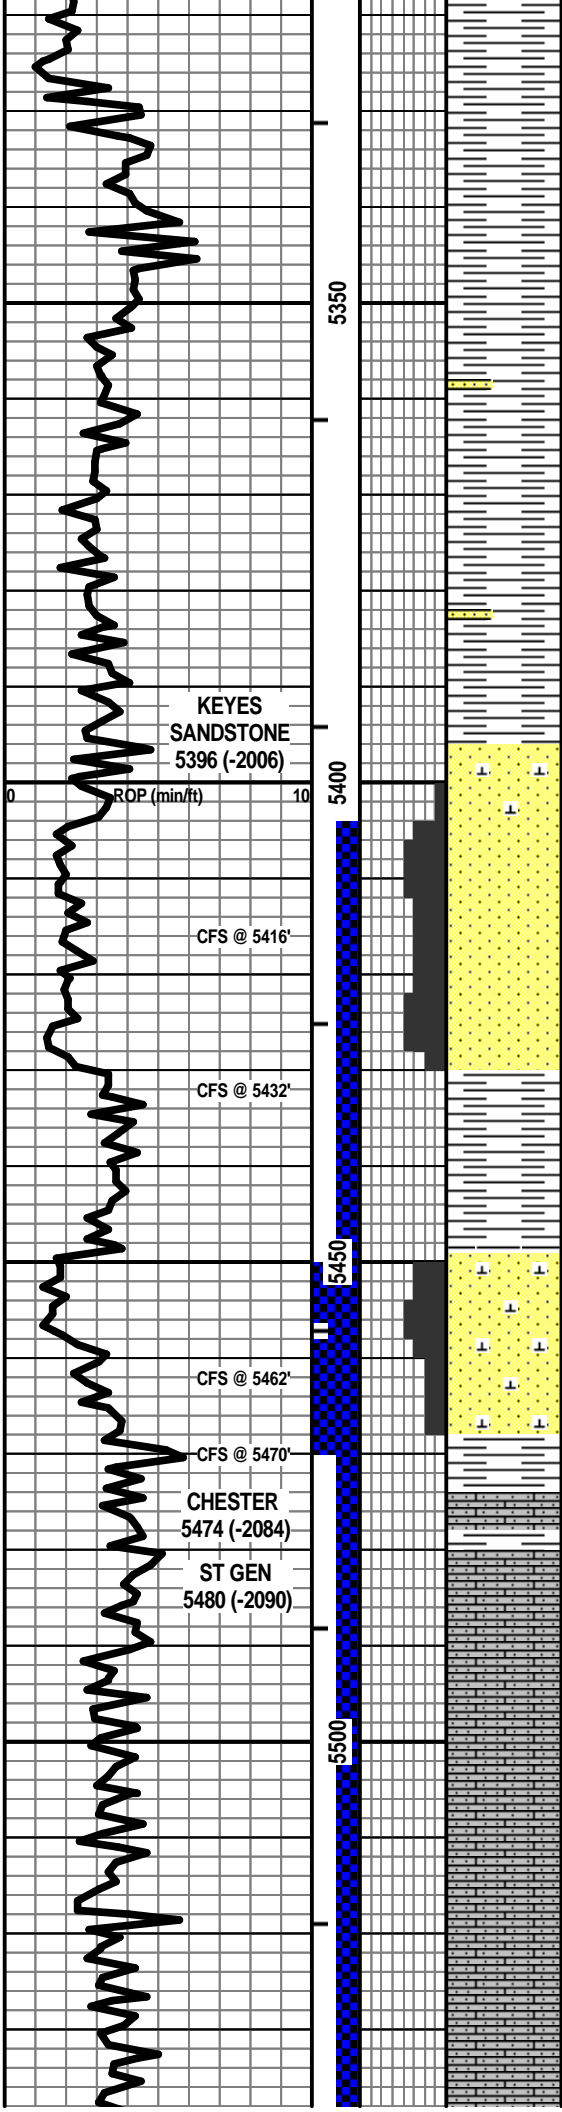 5350
KEYES
SANDSTONE
5396 (-2006)
5400
0 ROP (min/ft) 10
CFS @ 5416'
CFS @ 5432'
5450
CFS @ 5462'
CFS @ 5470'
CHESTER
5474 (-2084)
ST GEN
5480 (-2090)
5500